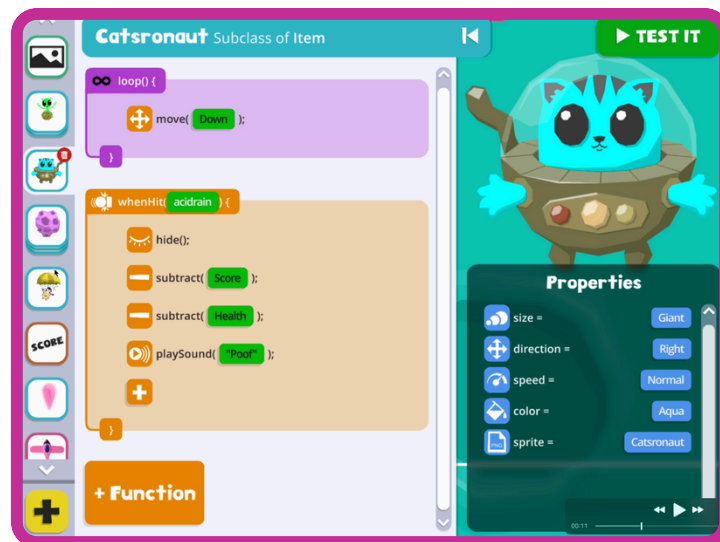 Catsronaut Subclass of Item
TEST IT
loop() {
move( Down );
}
whenHit( acidrain ) {
hide();
subtract( Score );
subtract( Health );
playSound( "Poof" );
}
+ Function
SCORE
Properties
size = Giant
direction = Right
speed = Normal
color = Aqua
PNG
sprite = Catsronaut
00:11